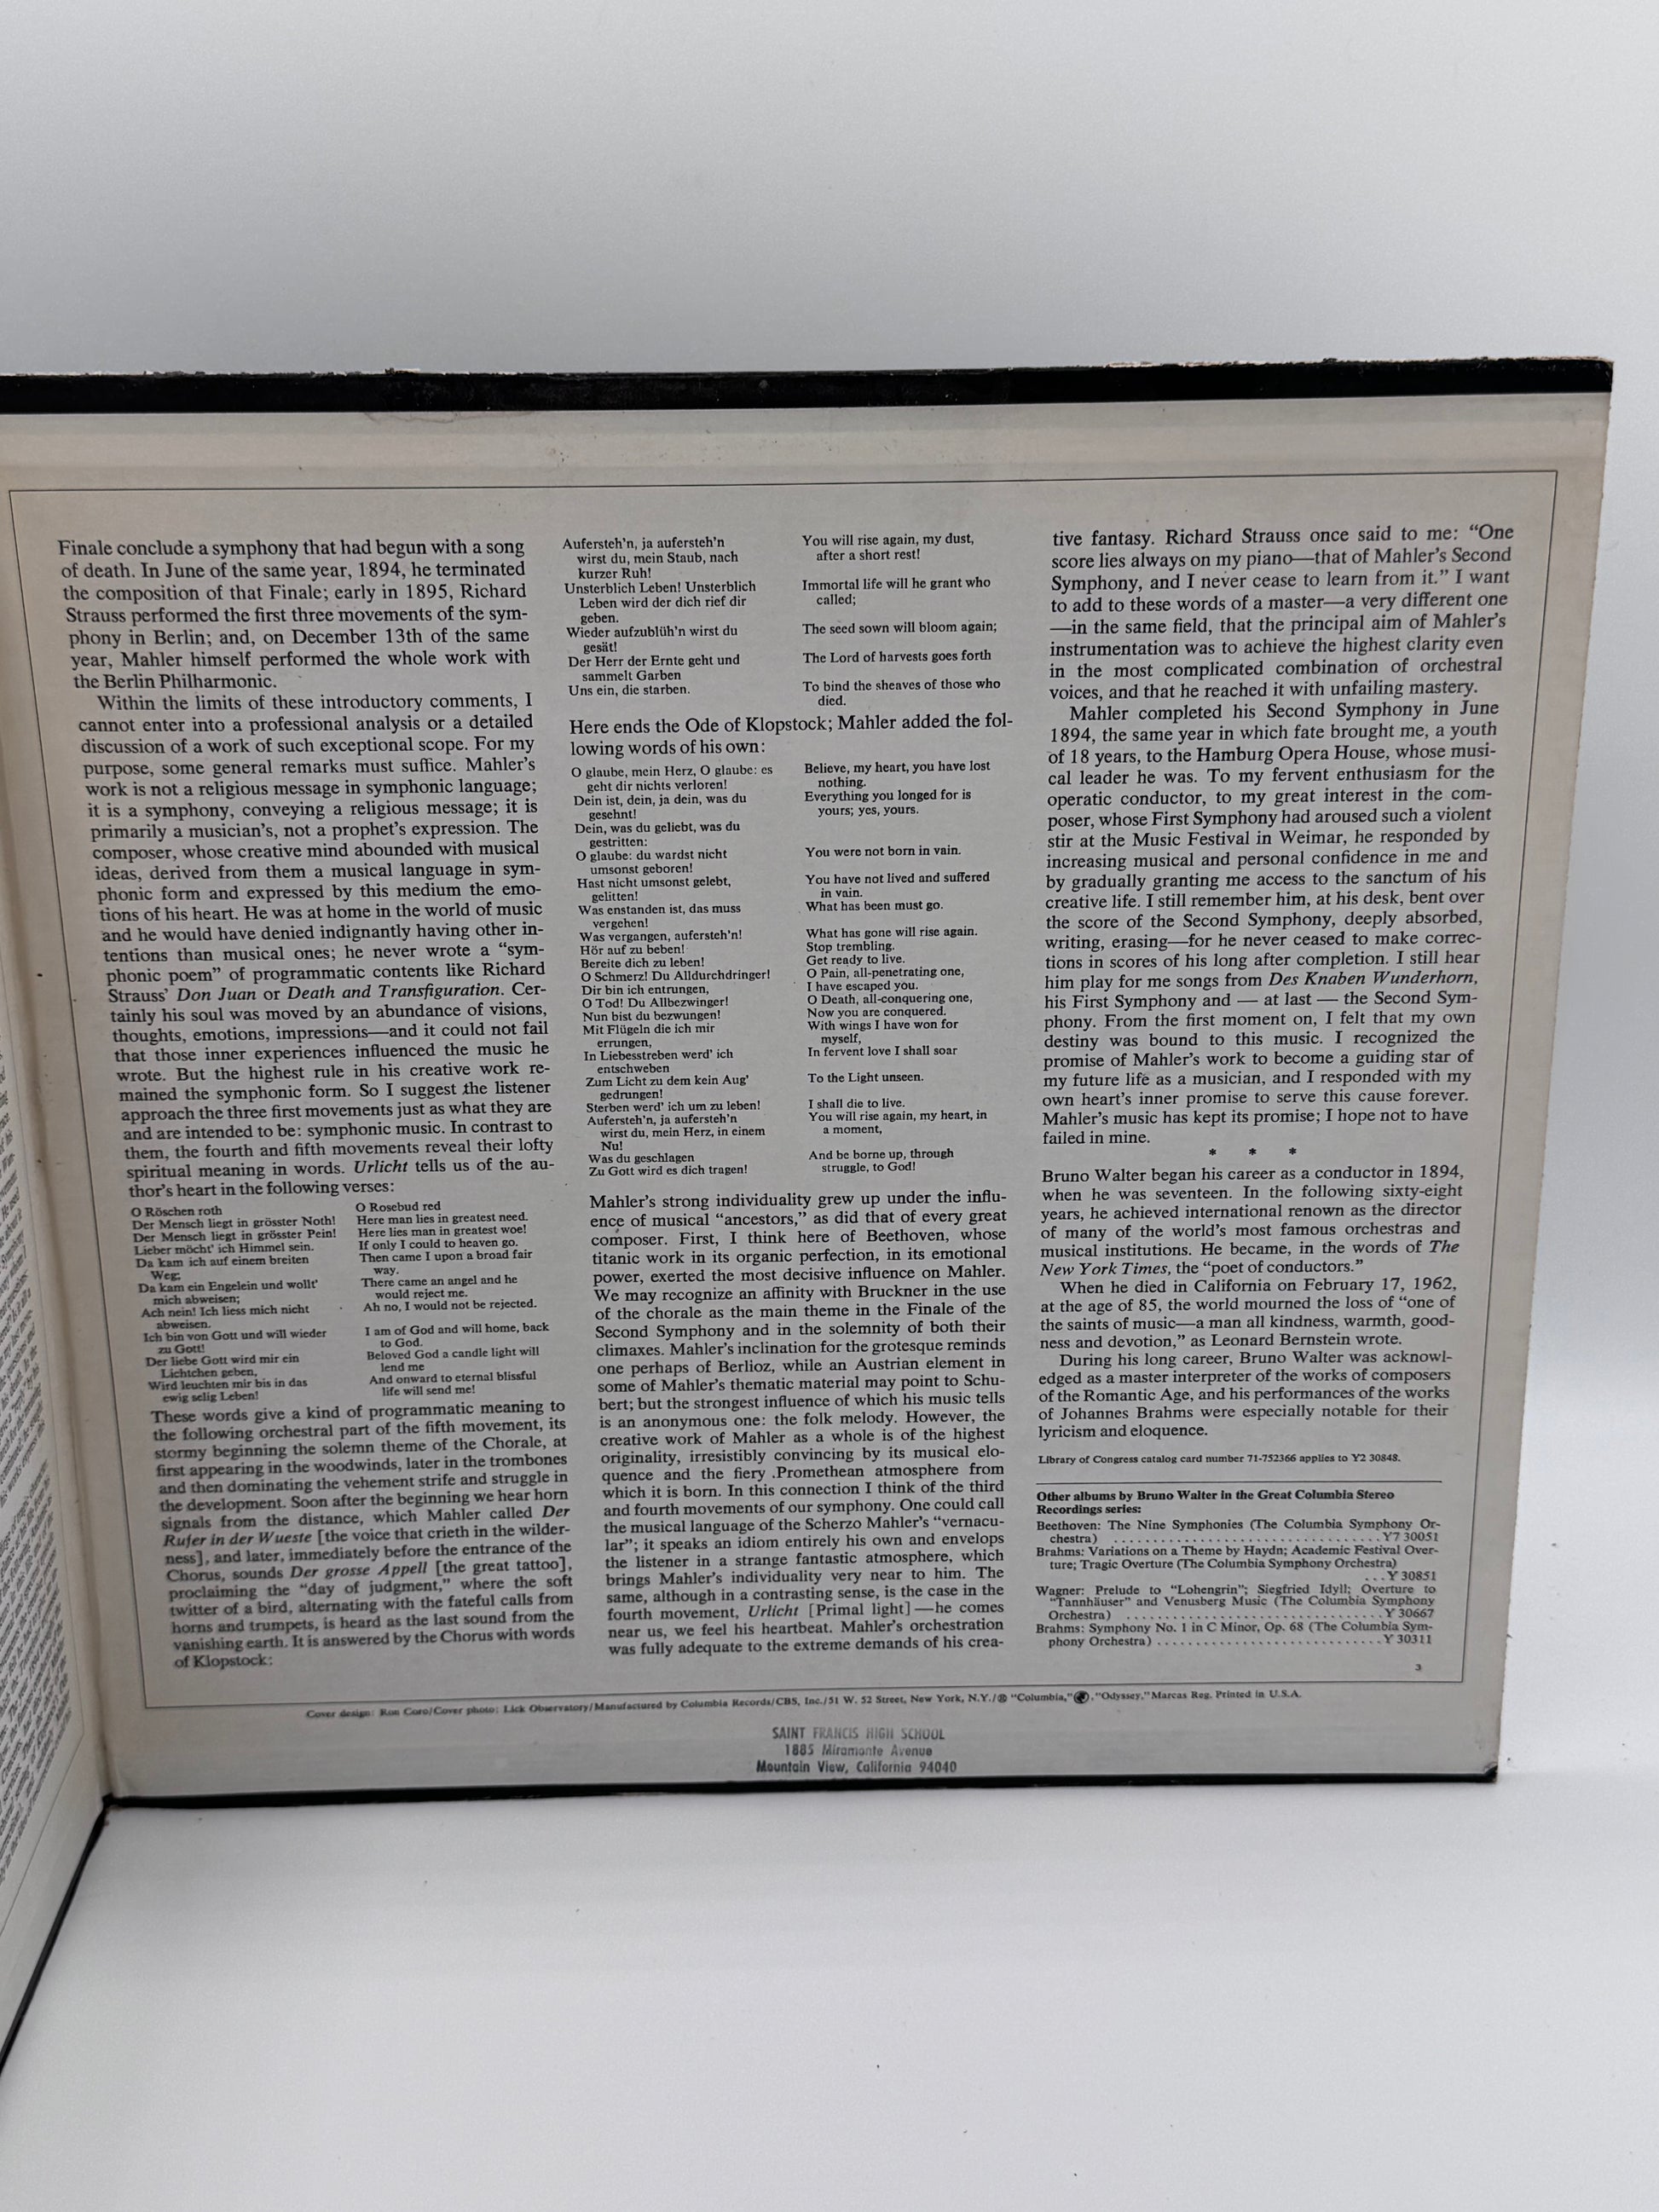 Finale conclude a symphony that had begun with a song
of death. In June of the same year, 1894, he terminated
the composition of that Finale; early in 1895, Richard
Strauss performed the first three movements of the sym-
phony in Berlin; and, on December 13th of the same
year, Mahler himself performed the whole work with
the Berlin Philharmonic.
Within the limits of these introductory comments, I
cannot enter into a professional analysis or a detailed
discussion of a work of such exceptional scope. For my
purpose, some general remarks must suffice. Mahler's
work is not a religious message in symphonic language;
it is a symphony, conveying a religious message; it is
primarily a musician's, not a prophet's expression. The
composer, whose creative mind abounded with musical
ideas, derived from them a musical language in sym-
phonic form and expressed by this medium the emo-
tions of his heart. He was at home in the world of music
and he would have denied indignantly having other in-
tentions than musical ones; he never wrote a "sym-
phonic poem" of programmatic contents like Richard
Strauss' Don Juan or Death and Transfiguration. Cer-
tainly his soul was moved by an abundance of visions,
thoughts, emotions, impressions—and it could not fail
that those inner experiences influenced the music he
wrote. But the highest rule in his creative work re-
mained the symphonic form. So I suggest the listener
approach the three first movements just as what they are
and are intended to be: symphonic music. In contrast to
them, the fourth and fifth movements reveal their lofty
spiritual meaning in words. Urlicht tells us of the au-
thor's heart in the following verses:
O Röschen roth
Der Mensch liegt in grösster Noth!
Der Mensch liegt in grösster Pein!
Lieber möcht' ich Himmel sein.
Da kam ich auf einem breiten
Weg;
Da kam ein Engelein und wollt'
mich abweisen;
Ach nein! Ich liess mich nicht
abweisen.
Ich bin von Gott und will wieder
zu Gott!
Der liebe Gott wird mir ein
Lichtchen geben,
Wird leuchten mir bis in das
ewig selig Leben!
O Rosebud red
Here man lies in greatest need.
Here lies man in greatest woe!
If only I could to heaven go.
Then came I upon a broad fair
way.
There came an angel and he
would reject me.
Ah no, I would not be rejected.
I am of God and will home, back
to God.
Beloved God a candle light will
lend me
And onward to eternal blissful
life will send me!
These words give a kind of programmatic meaning to
the following orchestral part of the fifth movement, its
stormy beginning the solemn theme of the Chorale, at
first appearing in the woodwinds, later in the trombones
and then dominating the vehement strife and struggle in
the development. Soon after the beginning we hear horn
signals from the distance, which Mahler called Der
Rufer in der Wueste [the voice that crieth in the wilder-
ness], and later, immediately before the entrance of the
Chorus, sounds Der grosse Appell [the great tattoo],
proclaiming the "day of judgment," where the soft
twitter of a bird, alternating with the fateful calls from
horns and trumpets, is heard as the last sound from the
vanishing earth. It is answered by the Chorus with words
of Klopstock:
Aufersteh'n, ja aufersteh'n
wirst du, mein Staub, nach
kurzer Ruh!
Unsterblich Leben! Unsterblich
Leben wird der dich rief dir
geben.
Wieder aufzublüh'n wirst du
gesät!
Der Herr der Ernte geht und
sammelt Garben
Uns ein, die starben.
You will rise again, my dust,
after a short rest!
Immortal life will he grant who
called;
The seed sown will bloom again;
The Lord of harvests goes forth
To bind the sheaves of those who
died.
Here ends the Ode of Klopstock; Mahler added the fol-
lowing words of his own:
O glaube, mein Herz, O glaube: es
geht dir nichts verloren!
Dein ist, dein, ja dein, was du
gesehnt!
Dein, was du geliebt, was du
gestritten:
O glaube: du wardst nicht
umsonst geboren!
Hast nicht umsonst gelebt,
gelitten!
Was enstanden ist, das muss
vergehen!
Was vergangen, aufersteh'n!
Hör auf zu beben!
Bereite dich zu leben!
O Schmerz! Du Alldurchdringer!
Dir bin ich entrungen,
O Tod! Du Allbezwinger!
Nun bist du bezwungen!
Mit Flügeln die ich mir
errungen,
In Liebesstreben werd' ich
entschweben
Zum Licht zu dem kein Aug'
gedrungen!
Sterben werd' ich um zu leben!
Aufersteh'n, ja aufersteh'n
wirst du, mein Herz, in einem
Nu!
Was du geschlagen
Zu Gott wird es dich tragen!
Believe, my heart, you have lost
nothing.
Everything you longed for is
yours; yes, yours.
You were not born in vain.
You have not lived and suffered
in vain.
What has been must go.
What has gone will rise again.
Stop trembling.
Get ready to live.
O Pain, all-penetrating one,
I have escaped you.
O Death, all-conquering one,
Now you are conquered.
With wings I have won for
myself,
In fervent love I shall soar
To the Light unseen.
I shall die to live.
You will rise again, my heart, in
a moment,
And be borne up, through
struggle, to God!
Mahler's strong individuality grew up under the influ-
ence of musical "ancestors," as did that of every great
composer. First, I think here of Beethoven, whose
titanic work in its organic perfection, in its emotional
power, exerted the most decisive influence on Mahler.
We may recognize an affinity with Bruckner in the use
of the chorale as the main theme in the Finale of the
Second Symphony and in the solemnity of both their
climaxes. Mahler's inclination for the grotesque reminds
one perhaps of Berlioz, while an Austrian element in
some of Mahler's thematic material may point to Schu-
bert; but the strongest influence of which his music tells
is an anonymous one: the folk melody. However, the
creative work of Mahler as a whole is of the highest
originality, irresistibly convincing by its musical elo-
quence and the fiery .Promethean atmosphere from
which it is born. In this connection I think of the third
and fourth movements of our symphony. One could call
the musical language of the Scherzo Mahler's "vernacu-
lar"; it speaks an idiom entirely his own and envelops
the listener in a strange fantastic atmosphere, which
brings Mahler's individuality very near to him. The
same, although in a contrasting sense, is the case in the
fourth movement, Urlicht [Primal light]—he comes
near us, we feel his heartbeat. Mahler's orchestration
was fully adequate to the extreme demands of his crea-
tive fantasy. Richard Strauss once said to me: "One
score lies always on my piano—that of Mahler's Second
Symphony, and I never cease to learn from it." I want
to add to these words of a master—a very different one
—in the same field, that the principal aim of Mahler's
instrumentation was to achieve the highest clarity even
in the most complicated combination of orchestral
voices, and that he reached it with unfailing mastery.
Mahler completed his Second Symphony in June
1894, the same year in which fate brought me, a youth
of 18 years, to the Hamburg Opera House, whose musi-
cal leader he was. To my fervent enthusiasm for the
operatic conductor, to my great interest in the com-
poser, whose First Symphony had aroused such a violent
stir at the Music Festival in Weimar, he responded by
increasing musical and personal confidence in me and
by gradually granting me access to the sanctum of his
creative life. I still remember him, at his desk, bent over
the score of the Second Symphony, deeply absorbed,
writing, erasing—for he never ceased to make correc-
tions in scores of his long after completion. I still hear
him play for me songs from Des Knaben Wunderhorn,
his First Symphony and — at last — the Second Sym-
phony. From the first moment on, I felt that my own
destiny was bound to this music. I recognized the
promise of Mahler's work to become a guiding star of
my future life as a musician, and I responded with my
own heart's inner promise to serve this cause forever.
Mahler's music has kept its promise; I hope not to have
failed in mine.
* * *
Bruno Walter began his career as a conductor in 1894,
when he was seventeen. In the following sixty-eight
years, he achieved international renown as the director
of many of the world's most famous orchestras and
musical institutions. He became, in the words of The
New York Times, the "poet of conductors."
When he died in California on February 17, 1962,
at the age of 85, the world mourned the loss of "one of
the saints of music—a man all kindness, warmth, good-
ness and devotion," as Leonard Bernstein wrote.
During his long career, Bruno Walter was acknowl-
edged as a master interpreter of the works of composers
of the Romantic Age, and his performances of the works
of Johannes Brahms were especially notable for their
lyricism and eloquence.
Library of Congress catalog card number 71-752366 applies to Y2 30848.
Other albums by Bruno Walter in the Great Columbia Stereo
Recordings series:
Beethoven: The Nine Symphonies (The Columbia Symphony Or-
chestra) . . . . . . . . . . . . . . . . . . . . . . . . . . . . Y7 30051
Brahms: Variations on a Theme by Haydn; Academic Festival Over-
ture; Tragic Overture (The Columbia Symphony Orchestra)
. . . Y 30851
Wagner: Prelude to "Lohengrin"; Siegfried Idyll; Overture to
"Tannhäuser" and Venusberg Music (The Columbia Symphony
Orchestra) . . . . . . . . . . . . . . . . . . . . . . . . . . Y 30667
Brahms: Symphony No. 1 in C Minor, Op. 68 (The Columbia Sym-
phony Orchestra) . . . . . . . . . . . . . . . . . . . . . . . Y 30311
3
Cover design: Ron Coro/Cover photo: Lick Observatory/Manufactured by Columbia Records/CBS, Inc./51 W. 52 Street, New York, N.Y./® "Columbia," "Odyssey," Marcas Reg. Printed in U.S.A.
SAINT FRANCIS HIGH SCHOOL
1885 Miramonte Avenue
Mountain View, California 94040